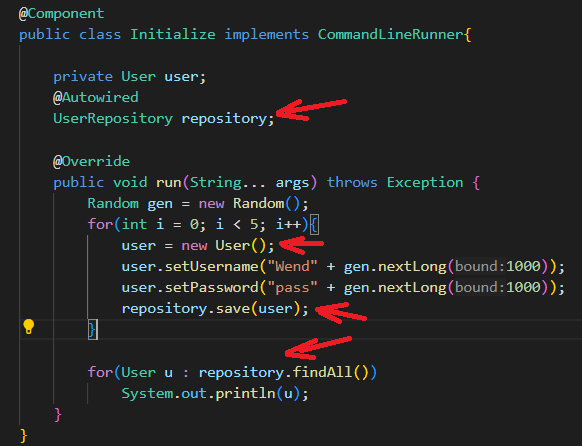 @Component
public class Initialize implements CommandLineRunner{
private User user;
@Autowired
UserRepository repository;
@Override
public void run(String... args) throws Exception {
Random gen = new Random();
for(int i = 0; i < 5; i++){
user = new User();
user.setUsername("Wend" + gen.nextLong(bound:1000));
user.setPassword("pass" + gen.nextLong(bound:1000));
repository.save(user);
}
for(User u : repository.findAll())
System.out.println(u);
}
}